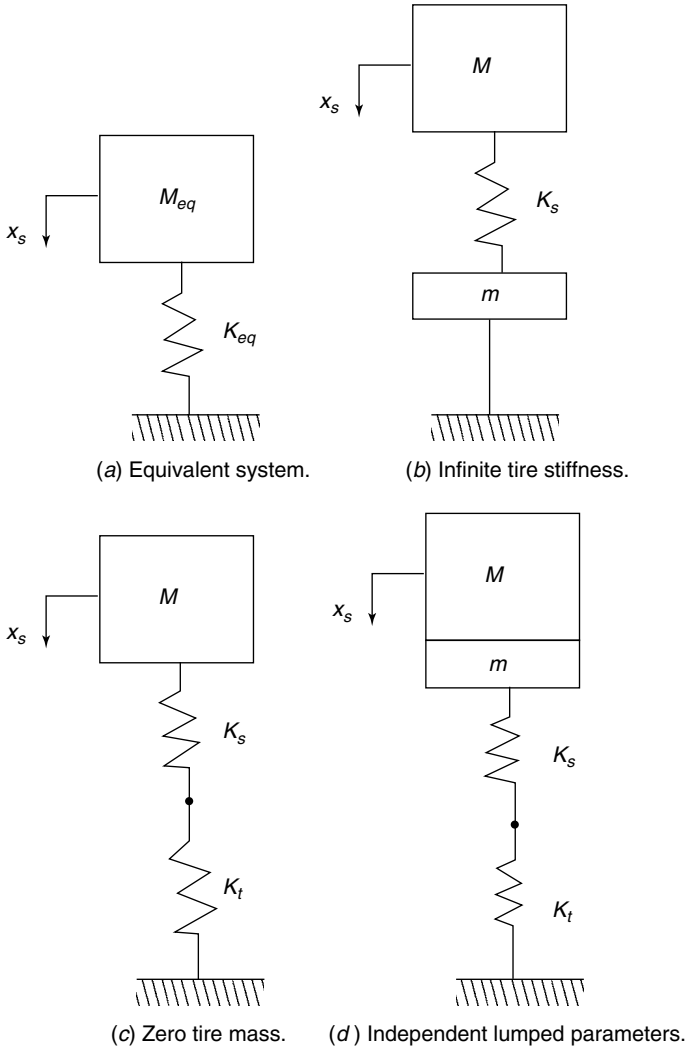 M
x_s
K_s
m
M_eq
x_s
K_eq
(a) Equivalent system.
(b) Infinite tire stiffness.
M
x_s
K_s
K_t
(c) Zero tire mass.
M
x_s
m
K_s
K_t
(d ) Independent lumped parameters.